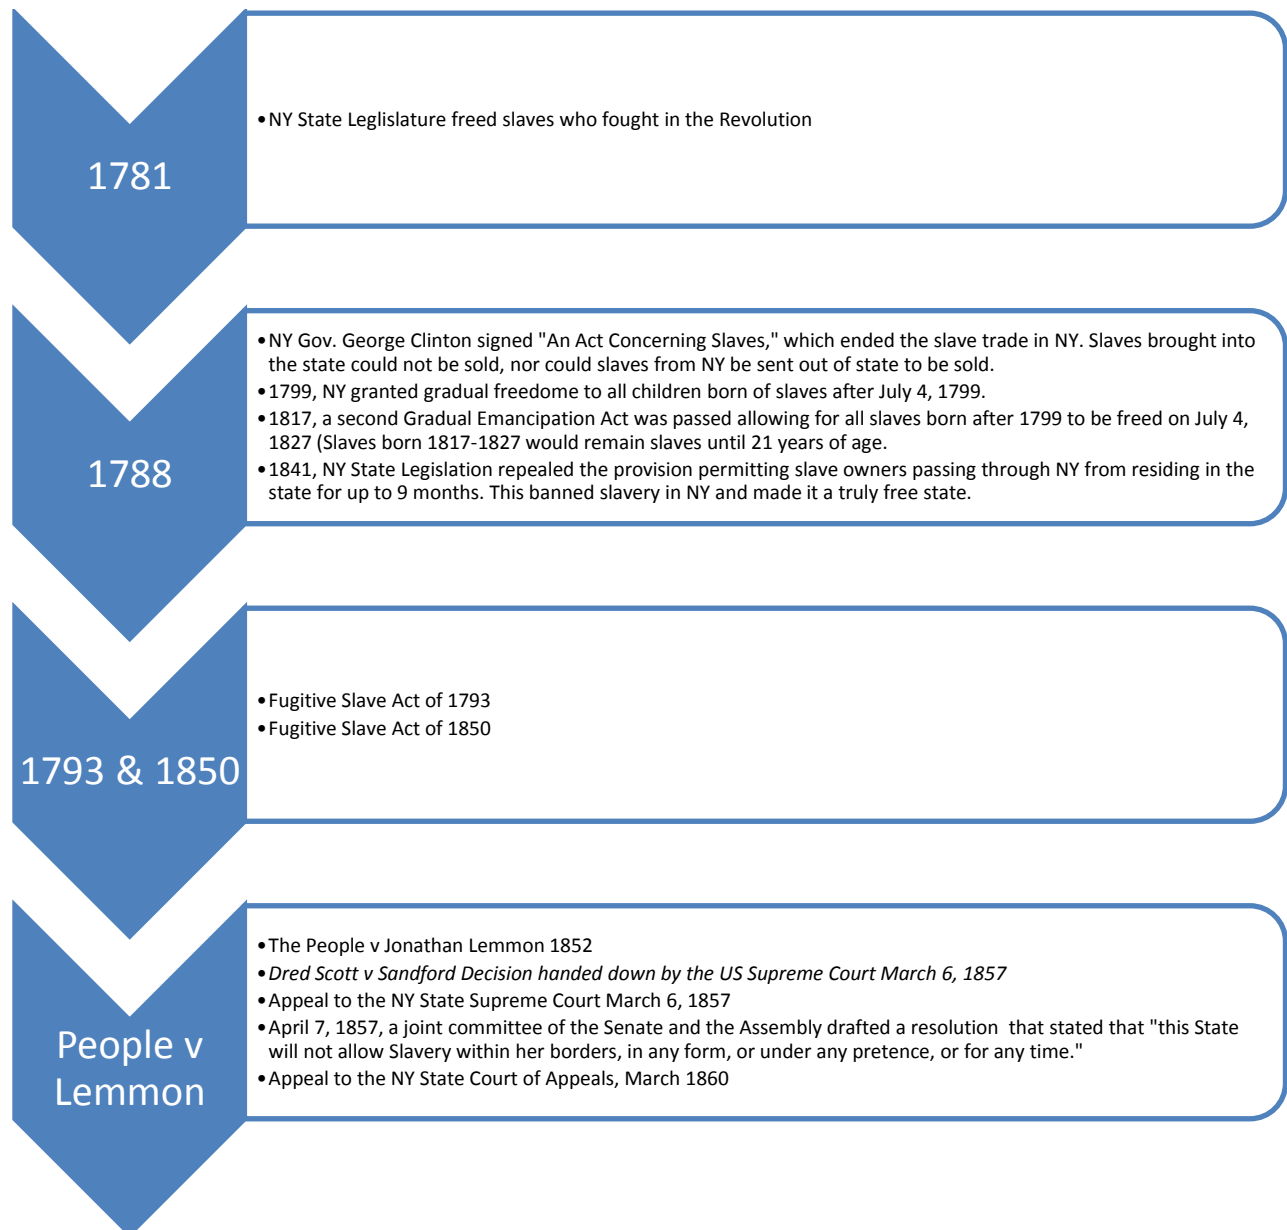 1781
•NY State Leglislature freed slaves who fought in the Revolution
1788
•NY Gov. George Clinton signed "An Act Concerning Slaves," which ended the slave trade in NY. Slaves brought into
the state could not be sold, nor could slaves from NY be sent out of state to be sold.
•1799, NY granted gradual freedome to all children born of slaves after July 4, 1799.
•1817, a second Gradual Emancipation Act was passed allowing for all slaves born after 1799 to be freed on July 4,
1827 (Slaves born 1817-1827 would remain slaves until 21 years of age.
•1841, NY State Legislation repealed the provision permitting slave owners passing through NY from residing in the
state for up to 9 months. This banned slavery in NY and made it a truly free state.
1793 & 1850
•Fugitive Slave Act of 1793
•Fugitive Slave Act of 1850
People v
Lemmon
•The People v Jonathan Lemmon 1852
•Dred Scott v Sandford Decision handed down by the US Supreme Court March 6, 1857
•Appeal to the NY State Supreme Court March 6, 1857
•April 7, 1857, a joint committee of the Senate and the Assembly drafted a resolution that stated that "this State
will not allow Slavery within her borders, in any form, or under any pretence, or for any time."
•Appeal to the NY State Court of Appeals, March 1860